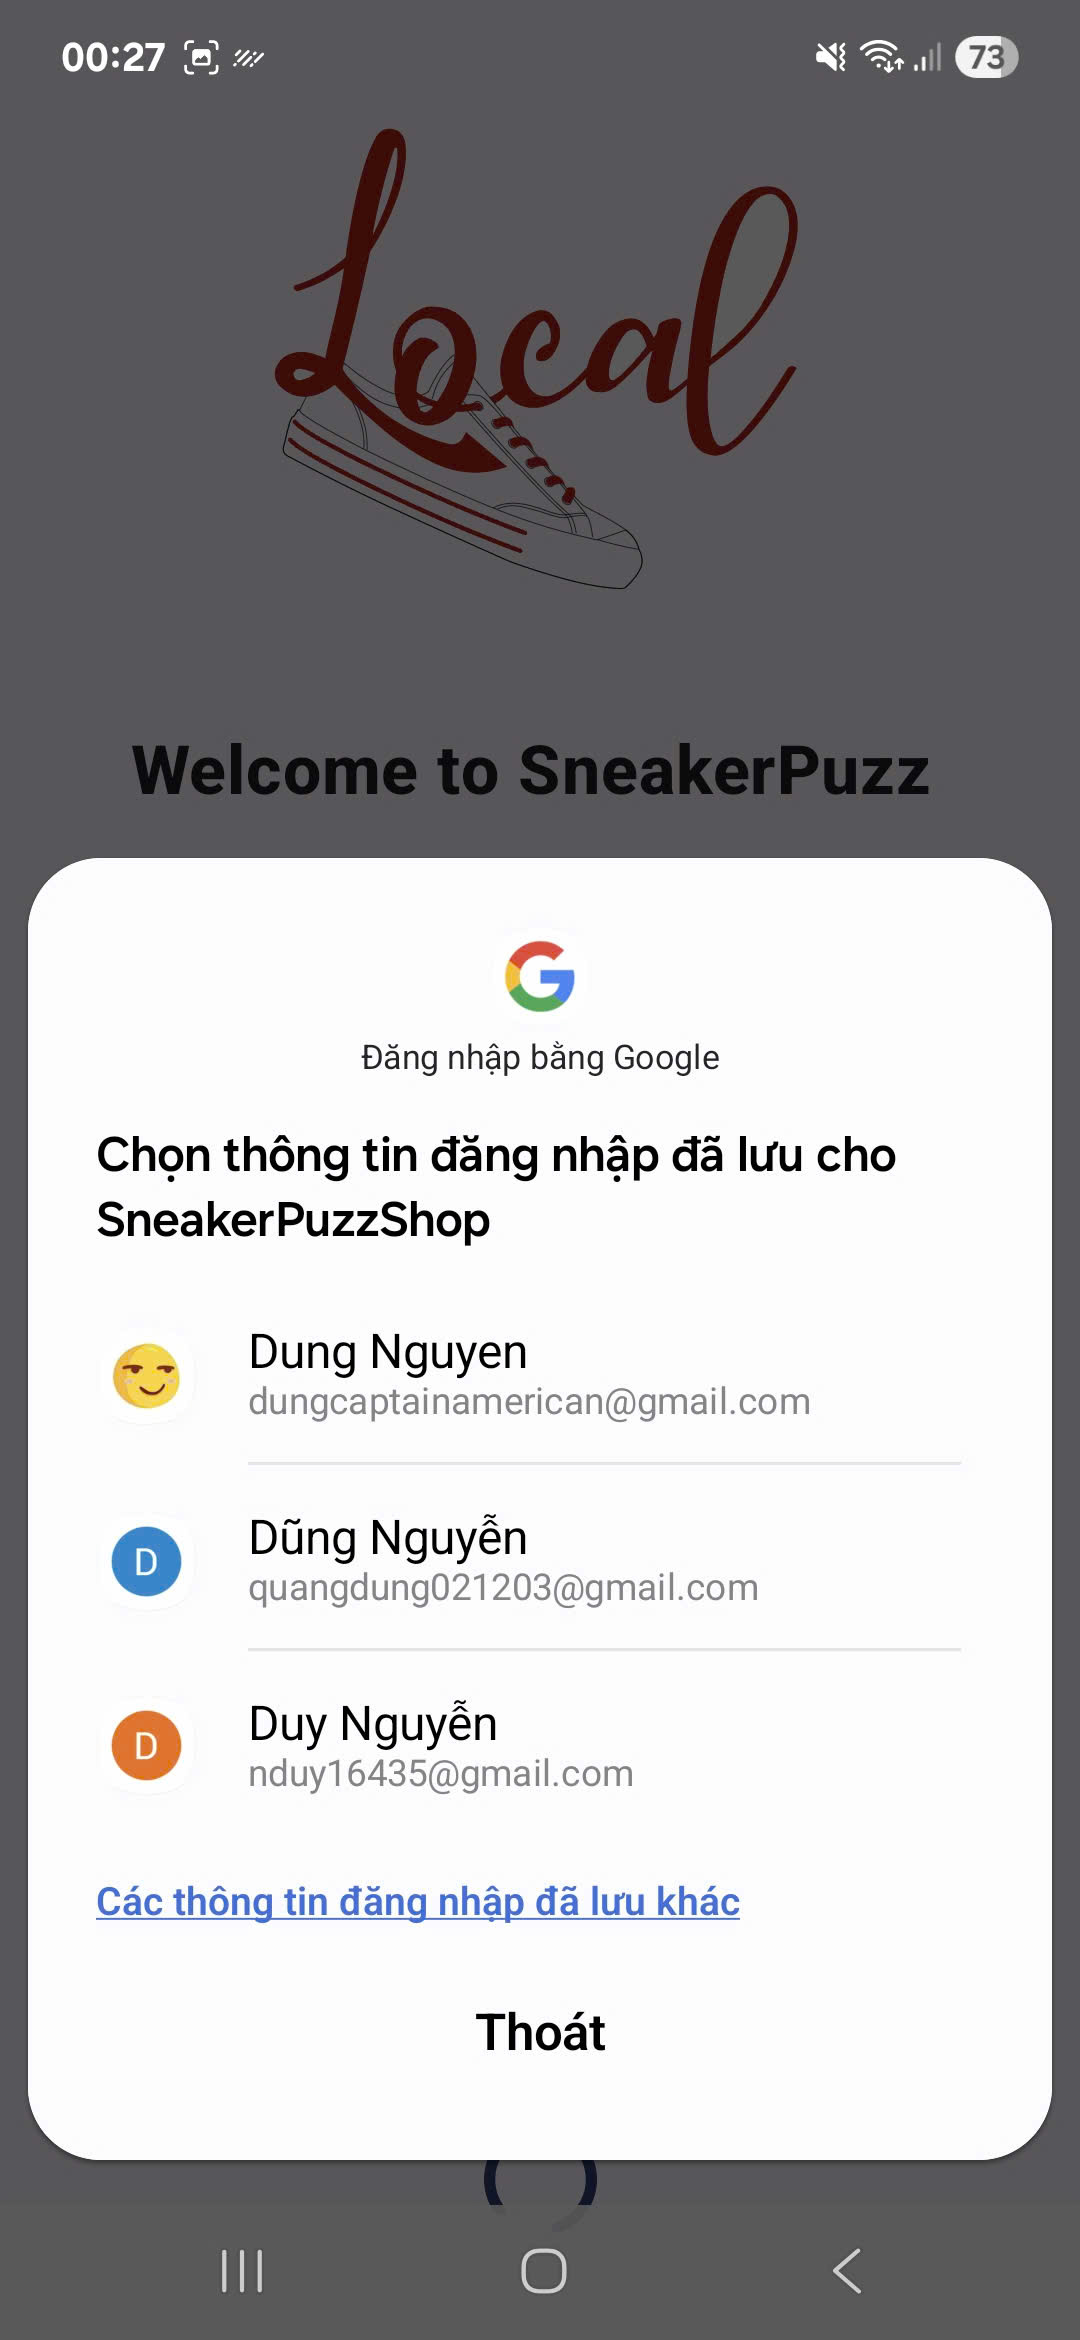 00:27
73
Local
Welcome to SneakerPuzz
Đăng nhập bằng Google
Chọn thông tin đăng nhập đã lưu cho
SneakerPuzzShop
Dung Nguyen
dungcaptainamerican@gmail.com
D
Dũng Nguyễn
quangdung021203@gmail.com
D
Duy Nguyễn
nduy16435@gmail.com
Các thông tin đăng nhập đã lưu khác
Thoát